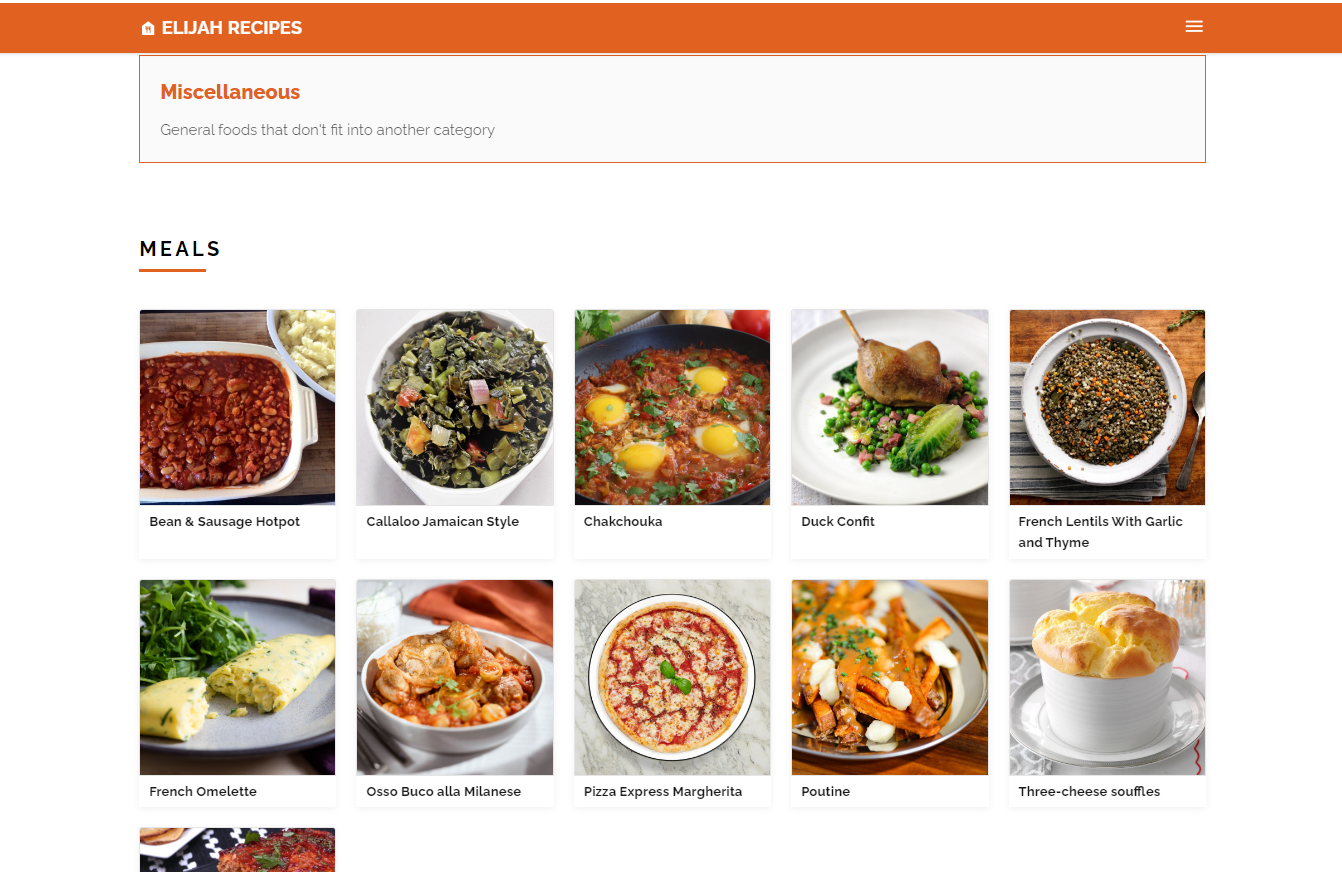 ELIJAH RECIPES
Miscellaneous
General foods that don't fit into another category
MEALS
Bean & Sausage Hotpot
Callaloo Jamaican Style
Chakchouka
Duck Confit
French Lentils With Garlic
and Thyme
French Omelette
Osso Buco alla Milanese
Pizza Express Margherita
Poutine
Three-cheese souffles